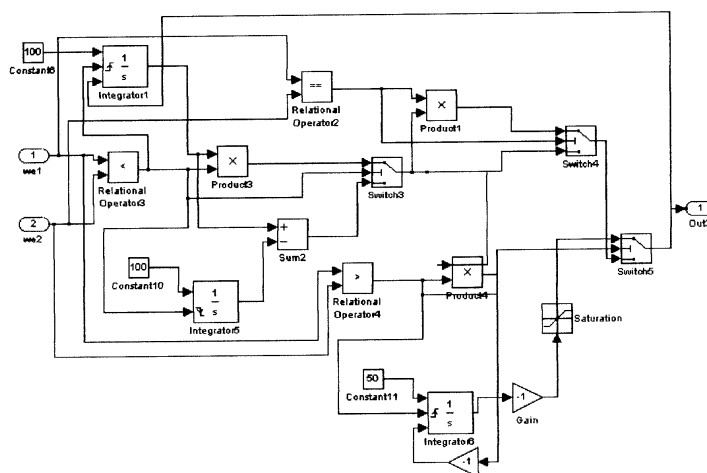 100
Constant6
1
s
Integrator1
==
Relational
Operator2
×
Product1
Switch4
1
we1
<
Relational
Operator3
×
Product3
Switch3
2
we2
+
−
Sum2
1
Switch5
100
Constant10
1
s
Integrator5
>
Relational
Operator4
×
Product4
Saturation
50
Constant11
1
s
Integrator6
-1
Gain
-1